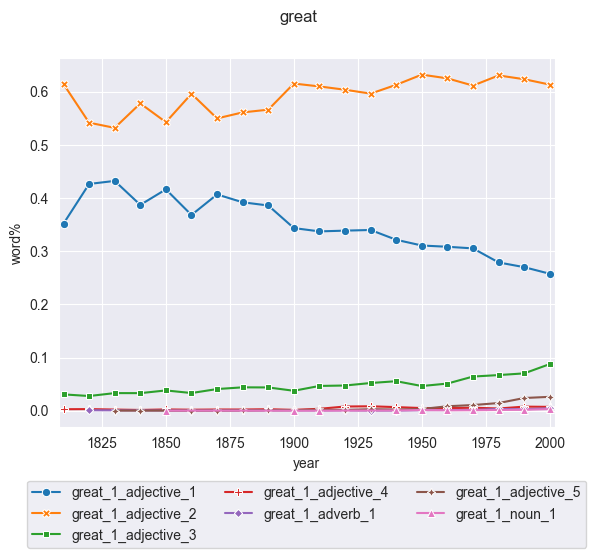 great
0.6
0.5
0.4
0.3
0.2
0.1
0.0
word%
1825 1850 1875 1900 1925 1950 1975 2000
year
great_1_adjective_1 great_1_adjective_4 great_1_adjective_5
great_1_adjective_2 great_1_adverb_1 great_1_noun_1
great_1_adjective_3